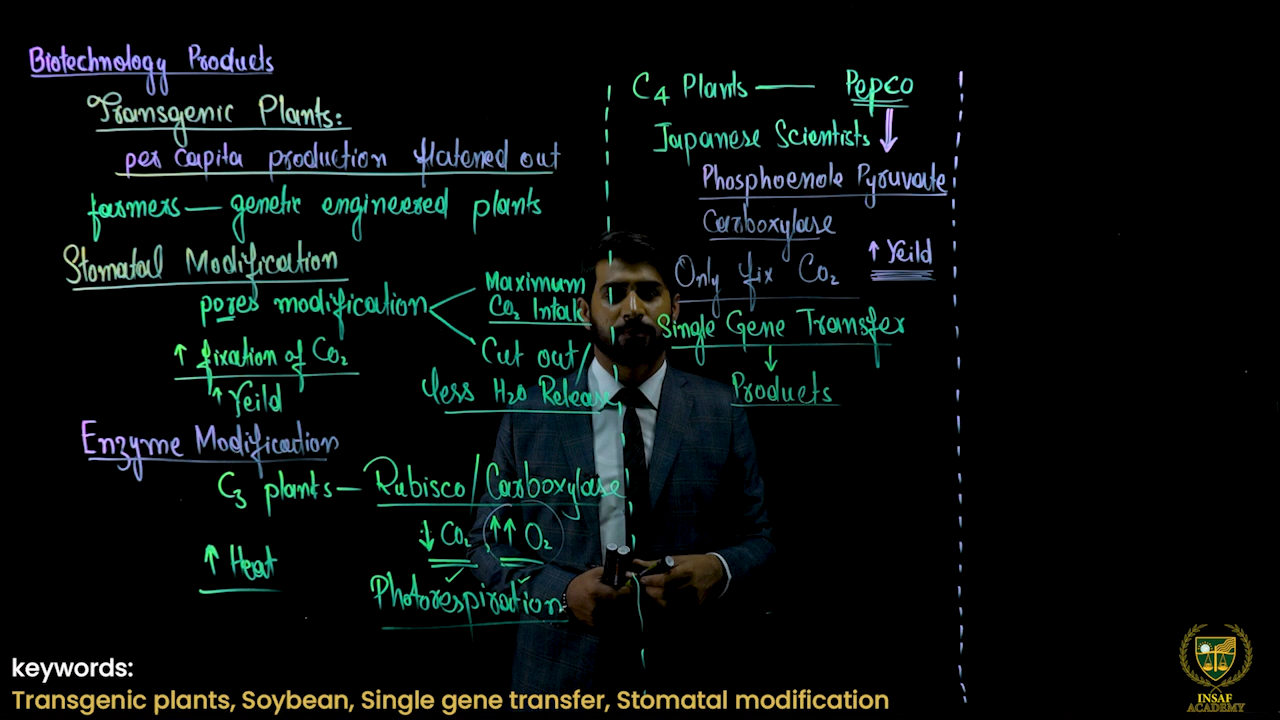 Biotechnology Products
Transgenic Plants:
per capita production flatened out
farmers — genetic engineered plants
Stomatal Modification
pores modification
Maximum
CO2 Intak
Cut out /
less H2O Release
↑ fixation of CO2
↑ Yeild
Enzyme Modification
C3 plants — Rubisco / Carboxylase
↓ CO2, ↑↑ O2
↑ Heat
Photorespiration
C4 Plants — Pepco
Japanese Scientists
Phosphoenole Pyruvate
Carboxylase
↑ Yeild
Only fix CO2
Single Gene Transfer
↓
Products
keywords:
Transgenic plants, Soybean, Single gene transfer, Stomatal modification
INSAF
ACADEMY